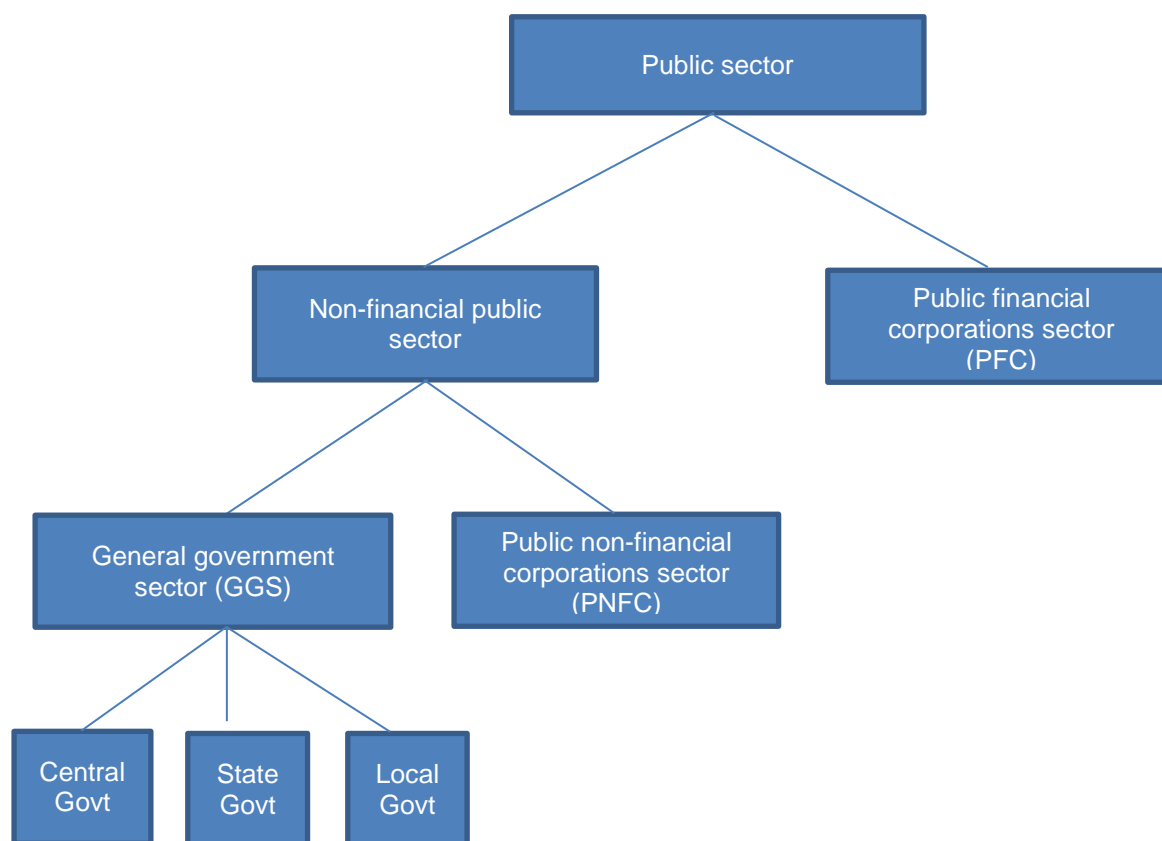 Public sector
Non-financial public
sector
Public financial
corporations sector
(PFC)
General government
sector (GGS)
Public non-financial
corporations sector
(PNFC)
Central
Govt
State
Govt
Local
Govt